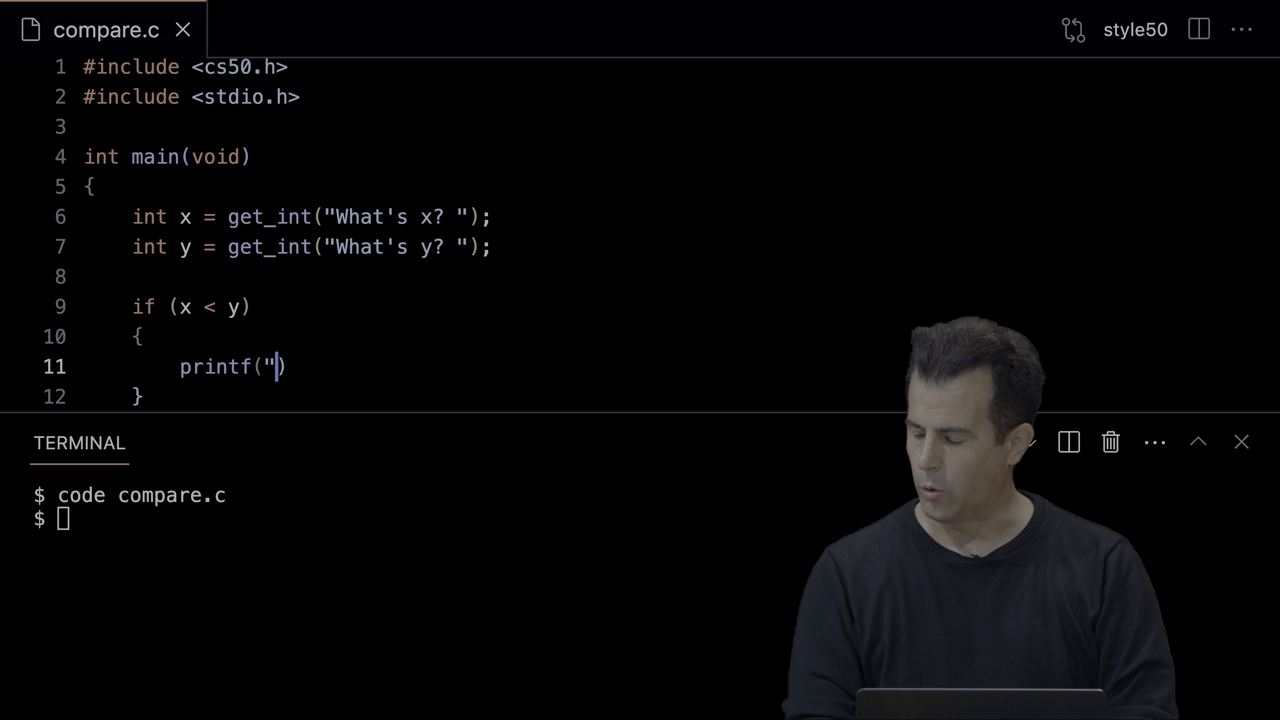 compare.c
style50
1 #include <cs50.h>
2 #include <stdio.h>
3
4 int main(void)
5 {
6 int x = get_int("What's x? ");
7 int y = get_int("What's y? ");
8
9 if (x < y)
10 {
11 printf(")
12 }
TERMINAL
$ code compare.c
$